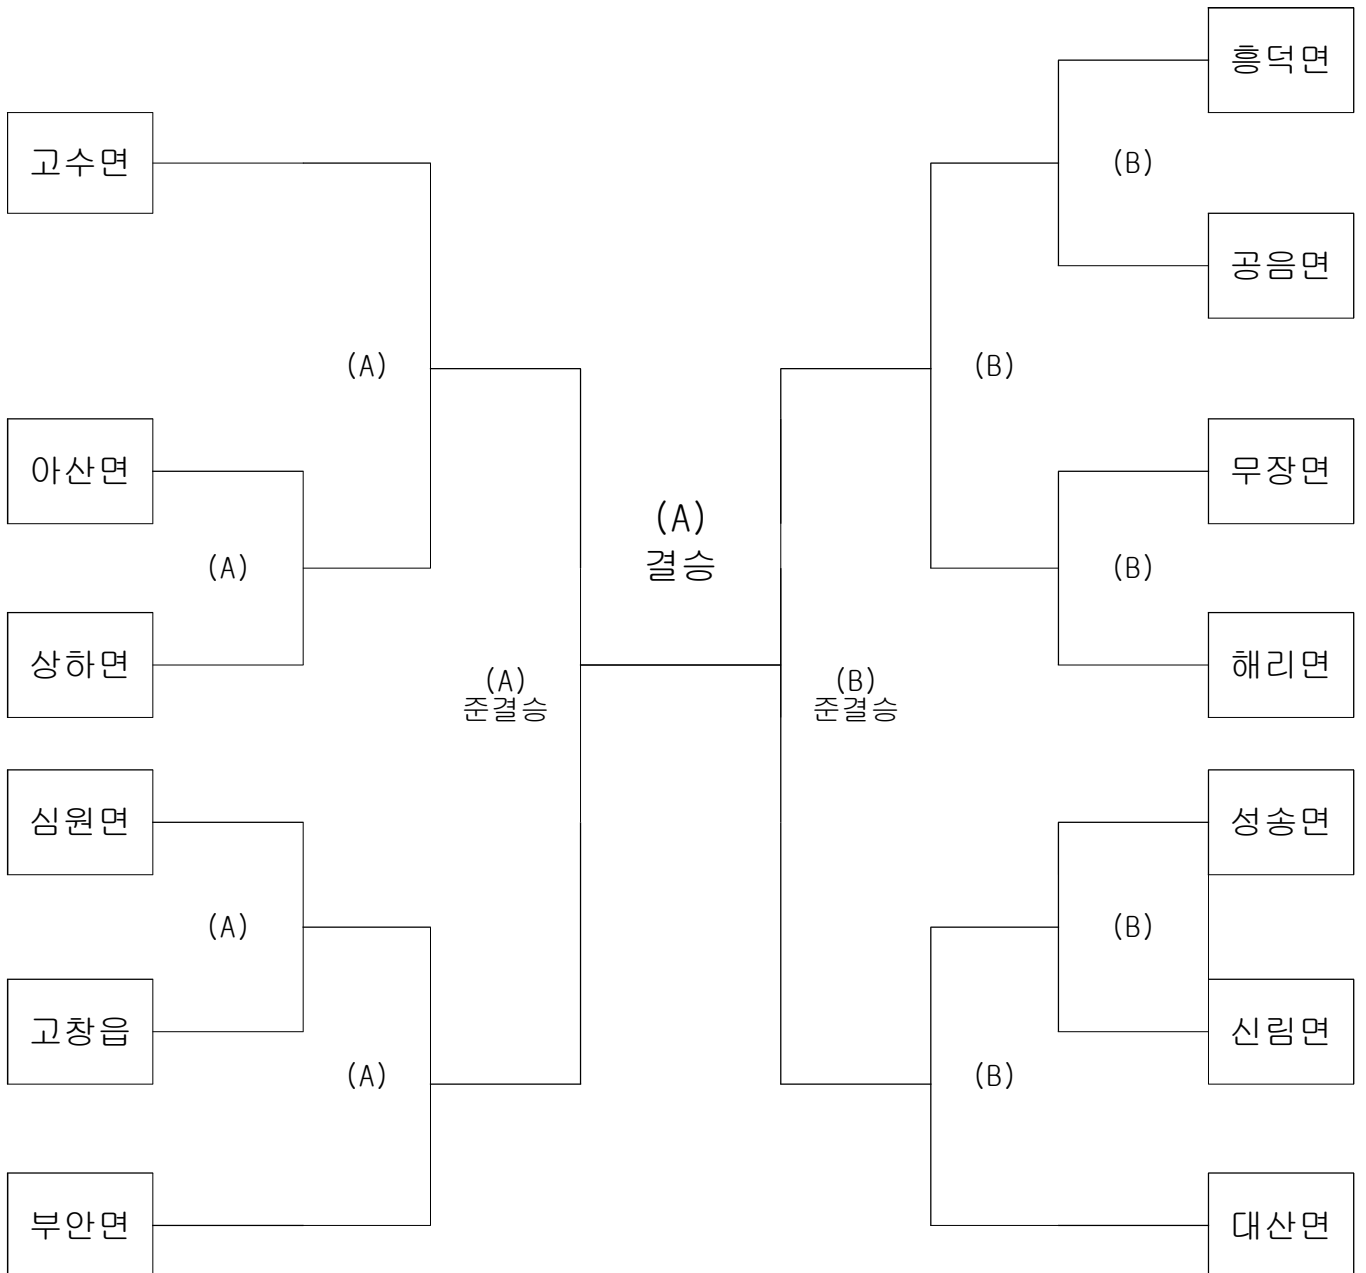 흥덕면
고수면
(B)
공음면
(A)
(B)
아산면
무장면
(A)
결승
(A)
(B)
상하면
해리면
(A)
준결승
(B)
준결승
심원면
성송면
(A)
(B)
고창읍
신림면
(A)
(B)
부안면
대산면